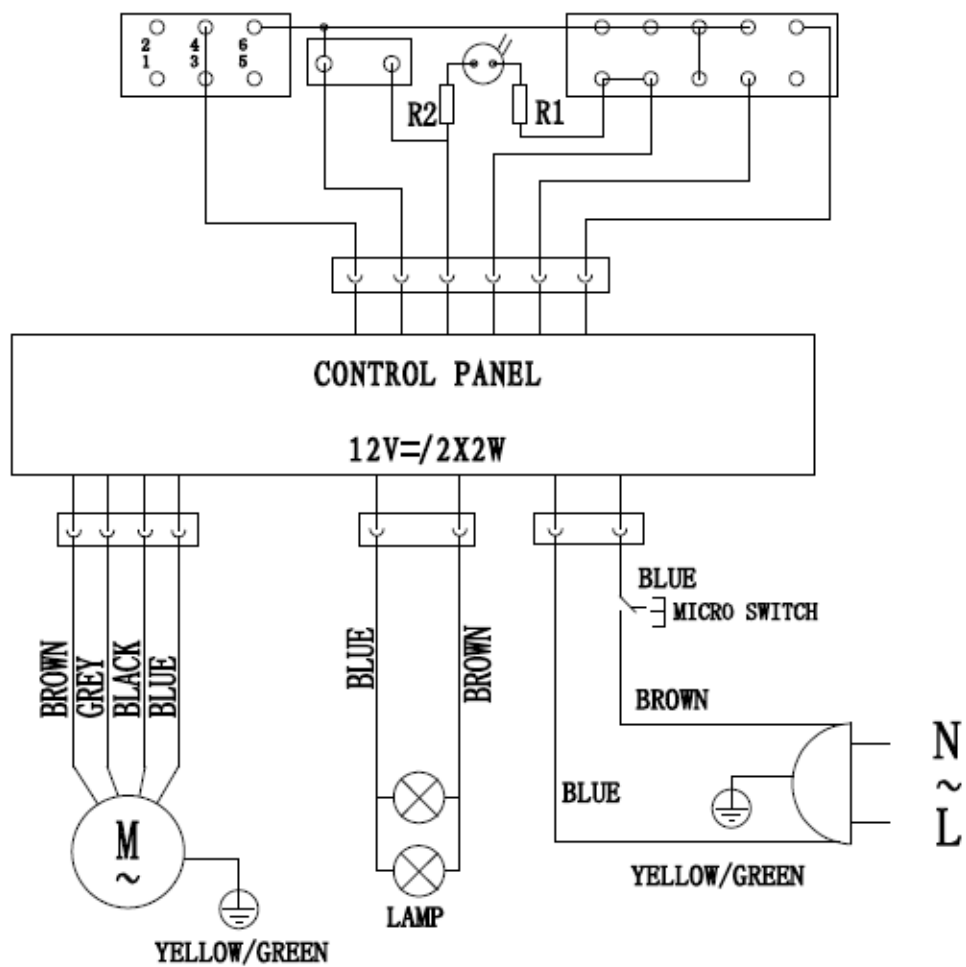 2 4 6
1 3 5
R2
R1
CONTROL PANEL
12V=/2X2W
BLUE
MICRO SWITCH
BROWN
GREY
BLACK
BLUE
BLUE
BROWN
BROWN
N
~
L
BLUE
M
~
YELLOW/GREEN
LAMP
YELLOW/GREEN